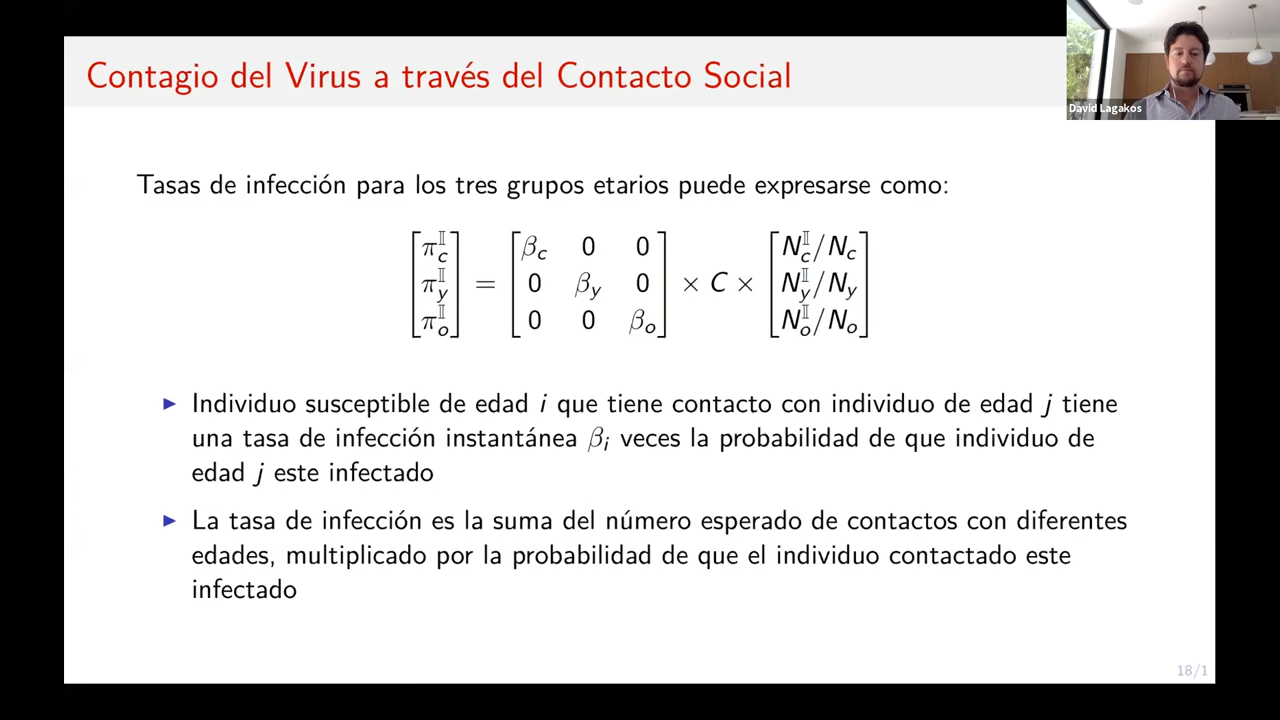 Contagio del Virus a través del Contacto Social
David Lagakos
Tasas de infección para los tres grupos etarios puede expresarse como:
[π_c^𝕀 π_y^𝕀 π_o^𝕀] = [β_c 0 0; 0 β_y 0; 0 0 β_o] × C × [N_c^𝕀/N_c N_y^𝕀/N_y N_o^𝕀/N_o]
▶ Individuo susceptible de edad i que tiene contacto con individuo de edad j tiene
una tasa de infección instantánea β_i veces la probabilidad de que individuo de
edad j este infectado
▶ La tasa de infección es la suma del número esperado de contactos con diferentes
edades, multiplicado por la probabilidad de que el individuo contactado este
infectado
18/1